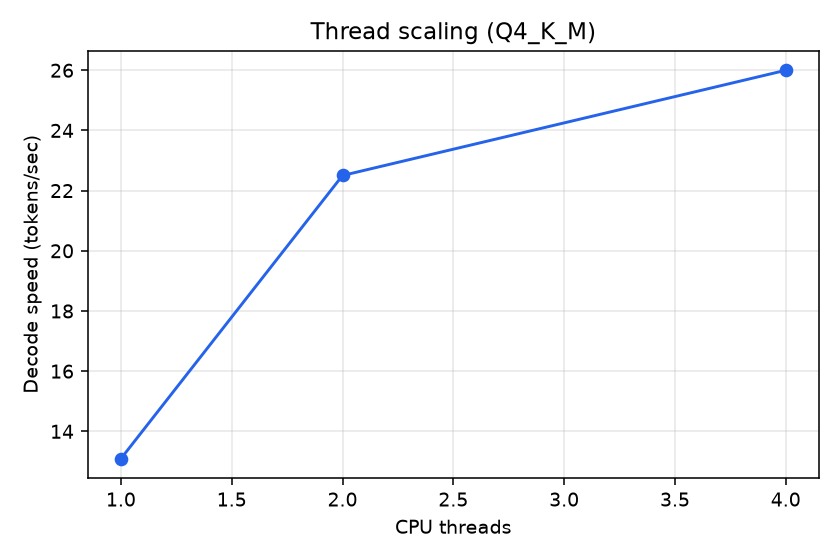 Thread scaling (Q4_K_M)
Decode speed (tokens/sec)
26
24
22
20
18
16
14
1.0 1.5 2.0 2.5 3.0 3.5 4.0
CPU threads